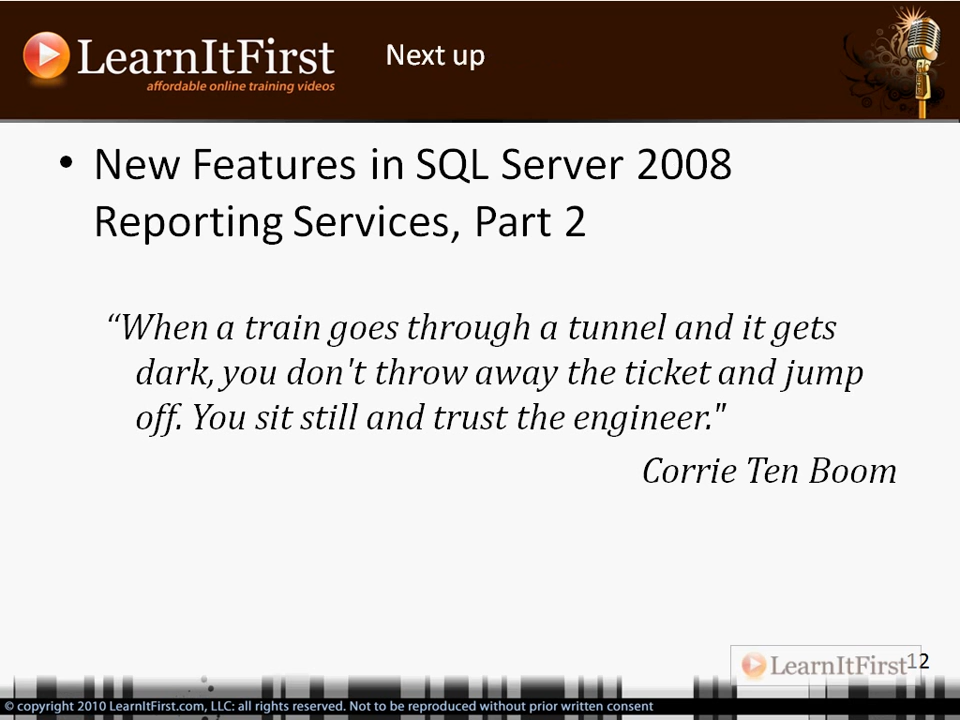 LearnItFirst
affordable online training videos
Next up
• New Features in SQL Server 2008
Reporting Services, Part 2
“When a train goes through a tunnel and it gets
dark, you don't throw away the ticket and jump
off. You sit still and trust the engineer."
Corrie Ten Boom
LearnItFirst
12
© copyright 2010 LearnItFirst.com, LLC: all rights reserved. Not to be reproduced without prior written consent